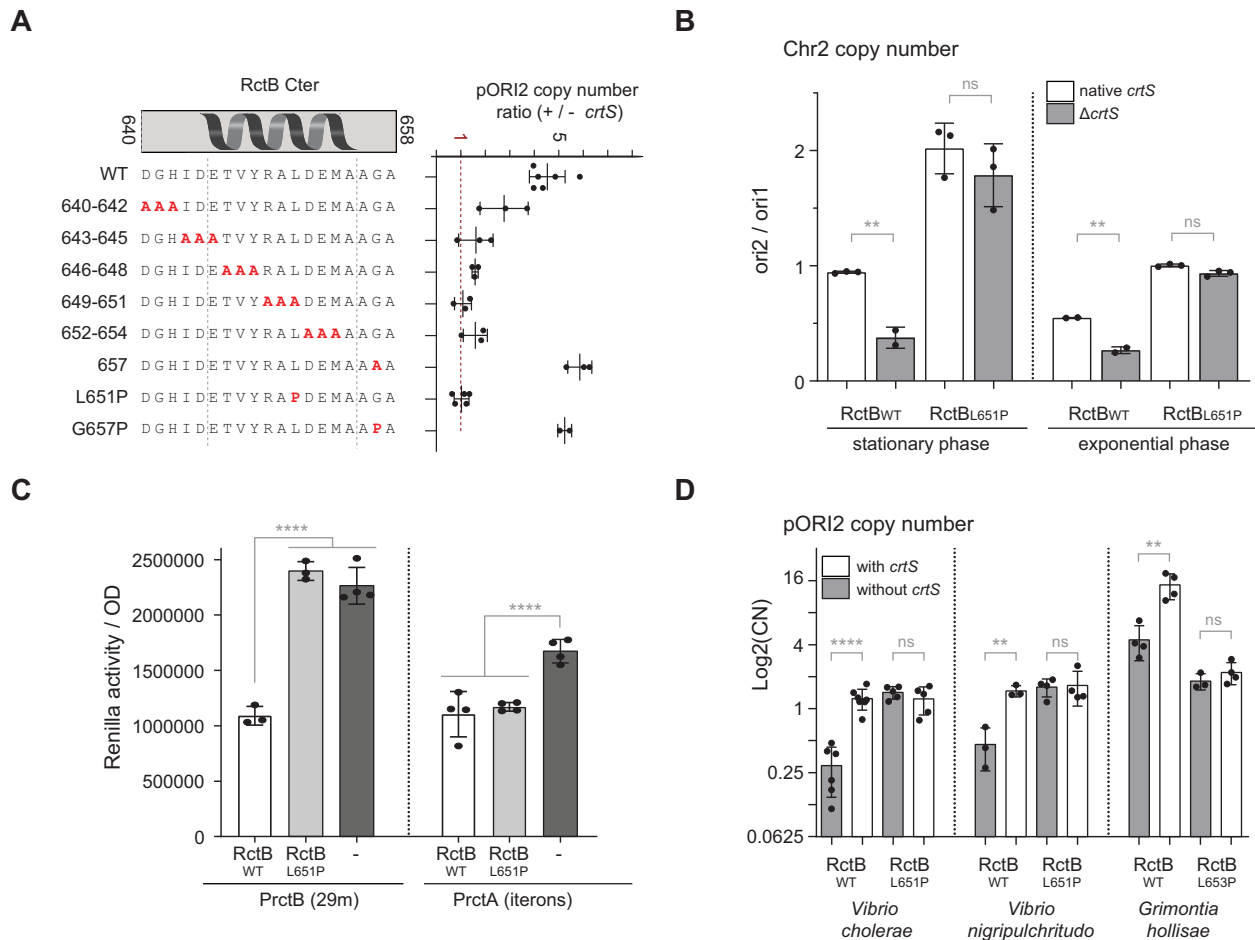 A
RctB Cter
pORI2 copy number
ratio (+ / - crtS)
640
658
1
5
WT
DGHIDETVYRALDEMAAGA
640-642
AAAIDETVYRALDEMAAGA
643-645
DGHAAATVYRALDEMAAGA
646-648
DGHIDEAAARALDEMAAGA
649-651
DGHIDETVYAAADEMAAGA
652-654
DGHIDETVYRALAAAAAGA
657
DGHIDETVYRALDEMAAAA
L651P
DGHIDETVYRAPDEMAAGA
G657P
DGHIDETVYRALDEMAAPA
B
Chr2 copy number
native crtS
ΔcrtS
ori2 / ori1
2
1
0
**
ns
**
ns
RctBWT
RctBL651P
RctBWT
RctBL651P
stationary phase
exponential phase
C
Renilla activity / OD
2500000
2000000
1500000
1000000
500000
0
****
****
RctB
WT
RctB
L651P
-
RctB
WT
RctB
L651P
-
PrctB (29m)
PrctA (iterons)
D
pORI2 copy number
with crtS
without crtS
Log2(CN)
16
4
1
0.25
0.0625
****
ns
**
ns
**
ns
RctB
WT
RctB
L651P
RctB
WT
RctB
L651P
RctB
WT
RctB
L653P
Vibrio
cholerae
Vibrio
nigripulchritudo
Grimontia
hollisae